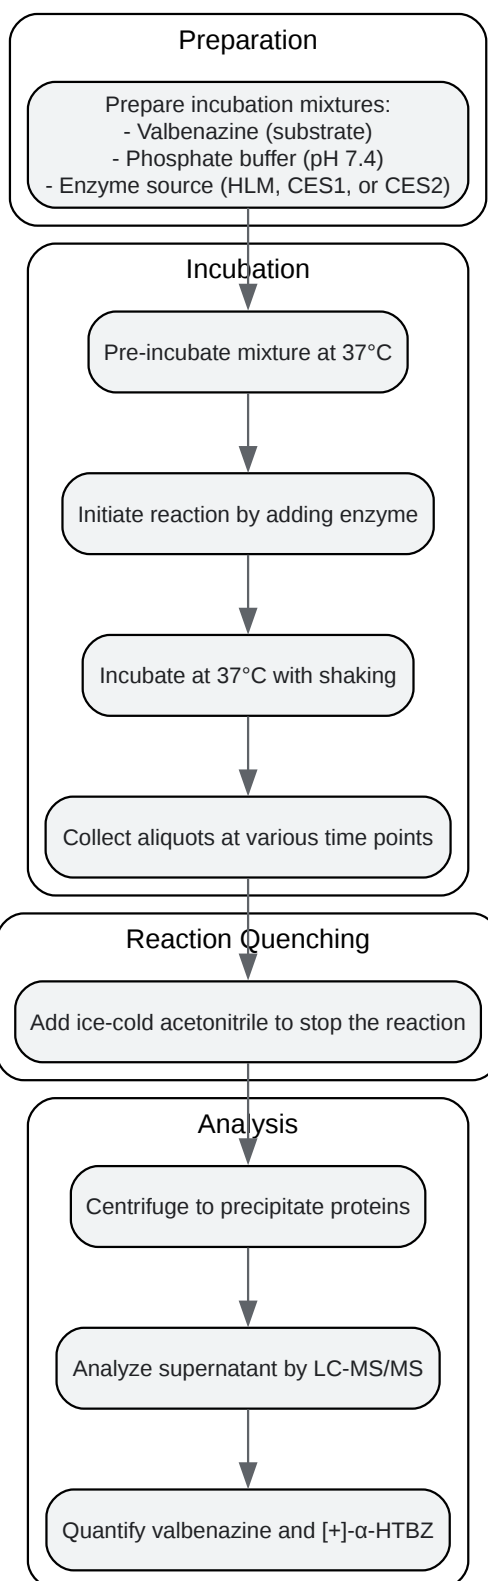 Preparation
Prepare incubation mixtures:
- Valbenazine (substrate)
- Phosphate buffer (pH 7.4)
- Enzyme source (HLM, CES1, or CES2)
Incubation
Pre-incubate mixture at 37°C
Initiate reaction by adding enzyme
Incubate at 37°C with shaking
Collect aliquots at various time points
Reaction Quenching
Add ice-cold acetonitrile to stop the reaction
Analysis
Centrifuge to precipitate proteins
Analyze supernatant by LC-MS/MS
Quantify valbenazine and [+]-α-HTBZ